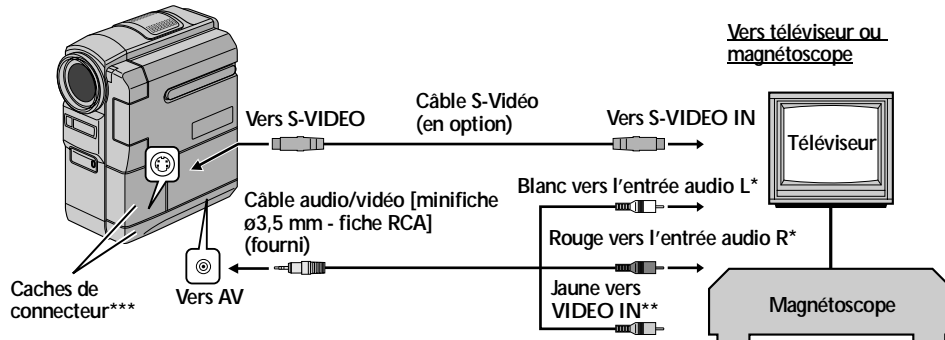 Vers téléviseur ou
magnétoscope
Câble S-Vidéo
(en option)
Vers S-VIDEO
Vers S-VIDEO IN
Téléviseur
Câble audio/vidéo [minifiche
ø3,5 mm - fiche RCA]
(fourni)
Blanc vers l'entrée audio L*
Rouge vers l'entrée audio R*
Jaune vers
VIDEO IN**
Caches de
connecteur***
Vers AV
Magnétoscope